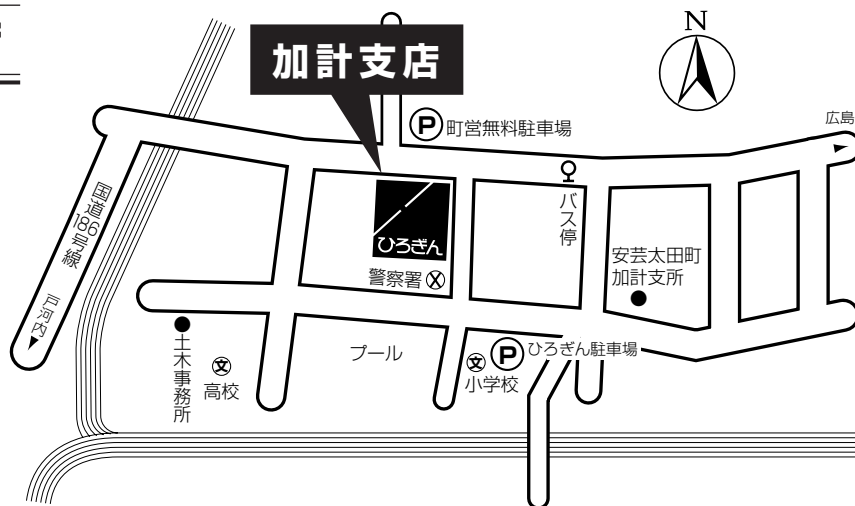 加計支店
N
P 町営無料駐車場
広島
国道186号線
戸河内
バス停
ひろぎん
警察署
安芸太田町
加計支所
土木事務所
文
高校
プール
文
小学校
P ひろぎん駐車場